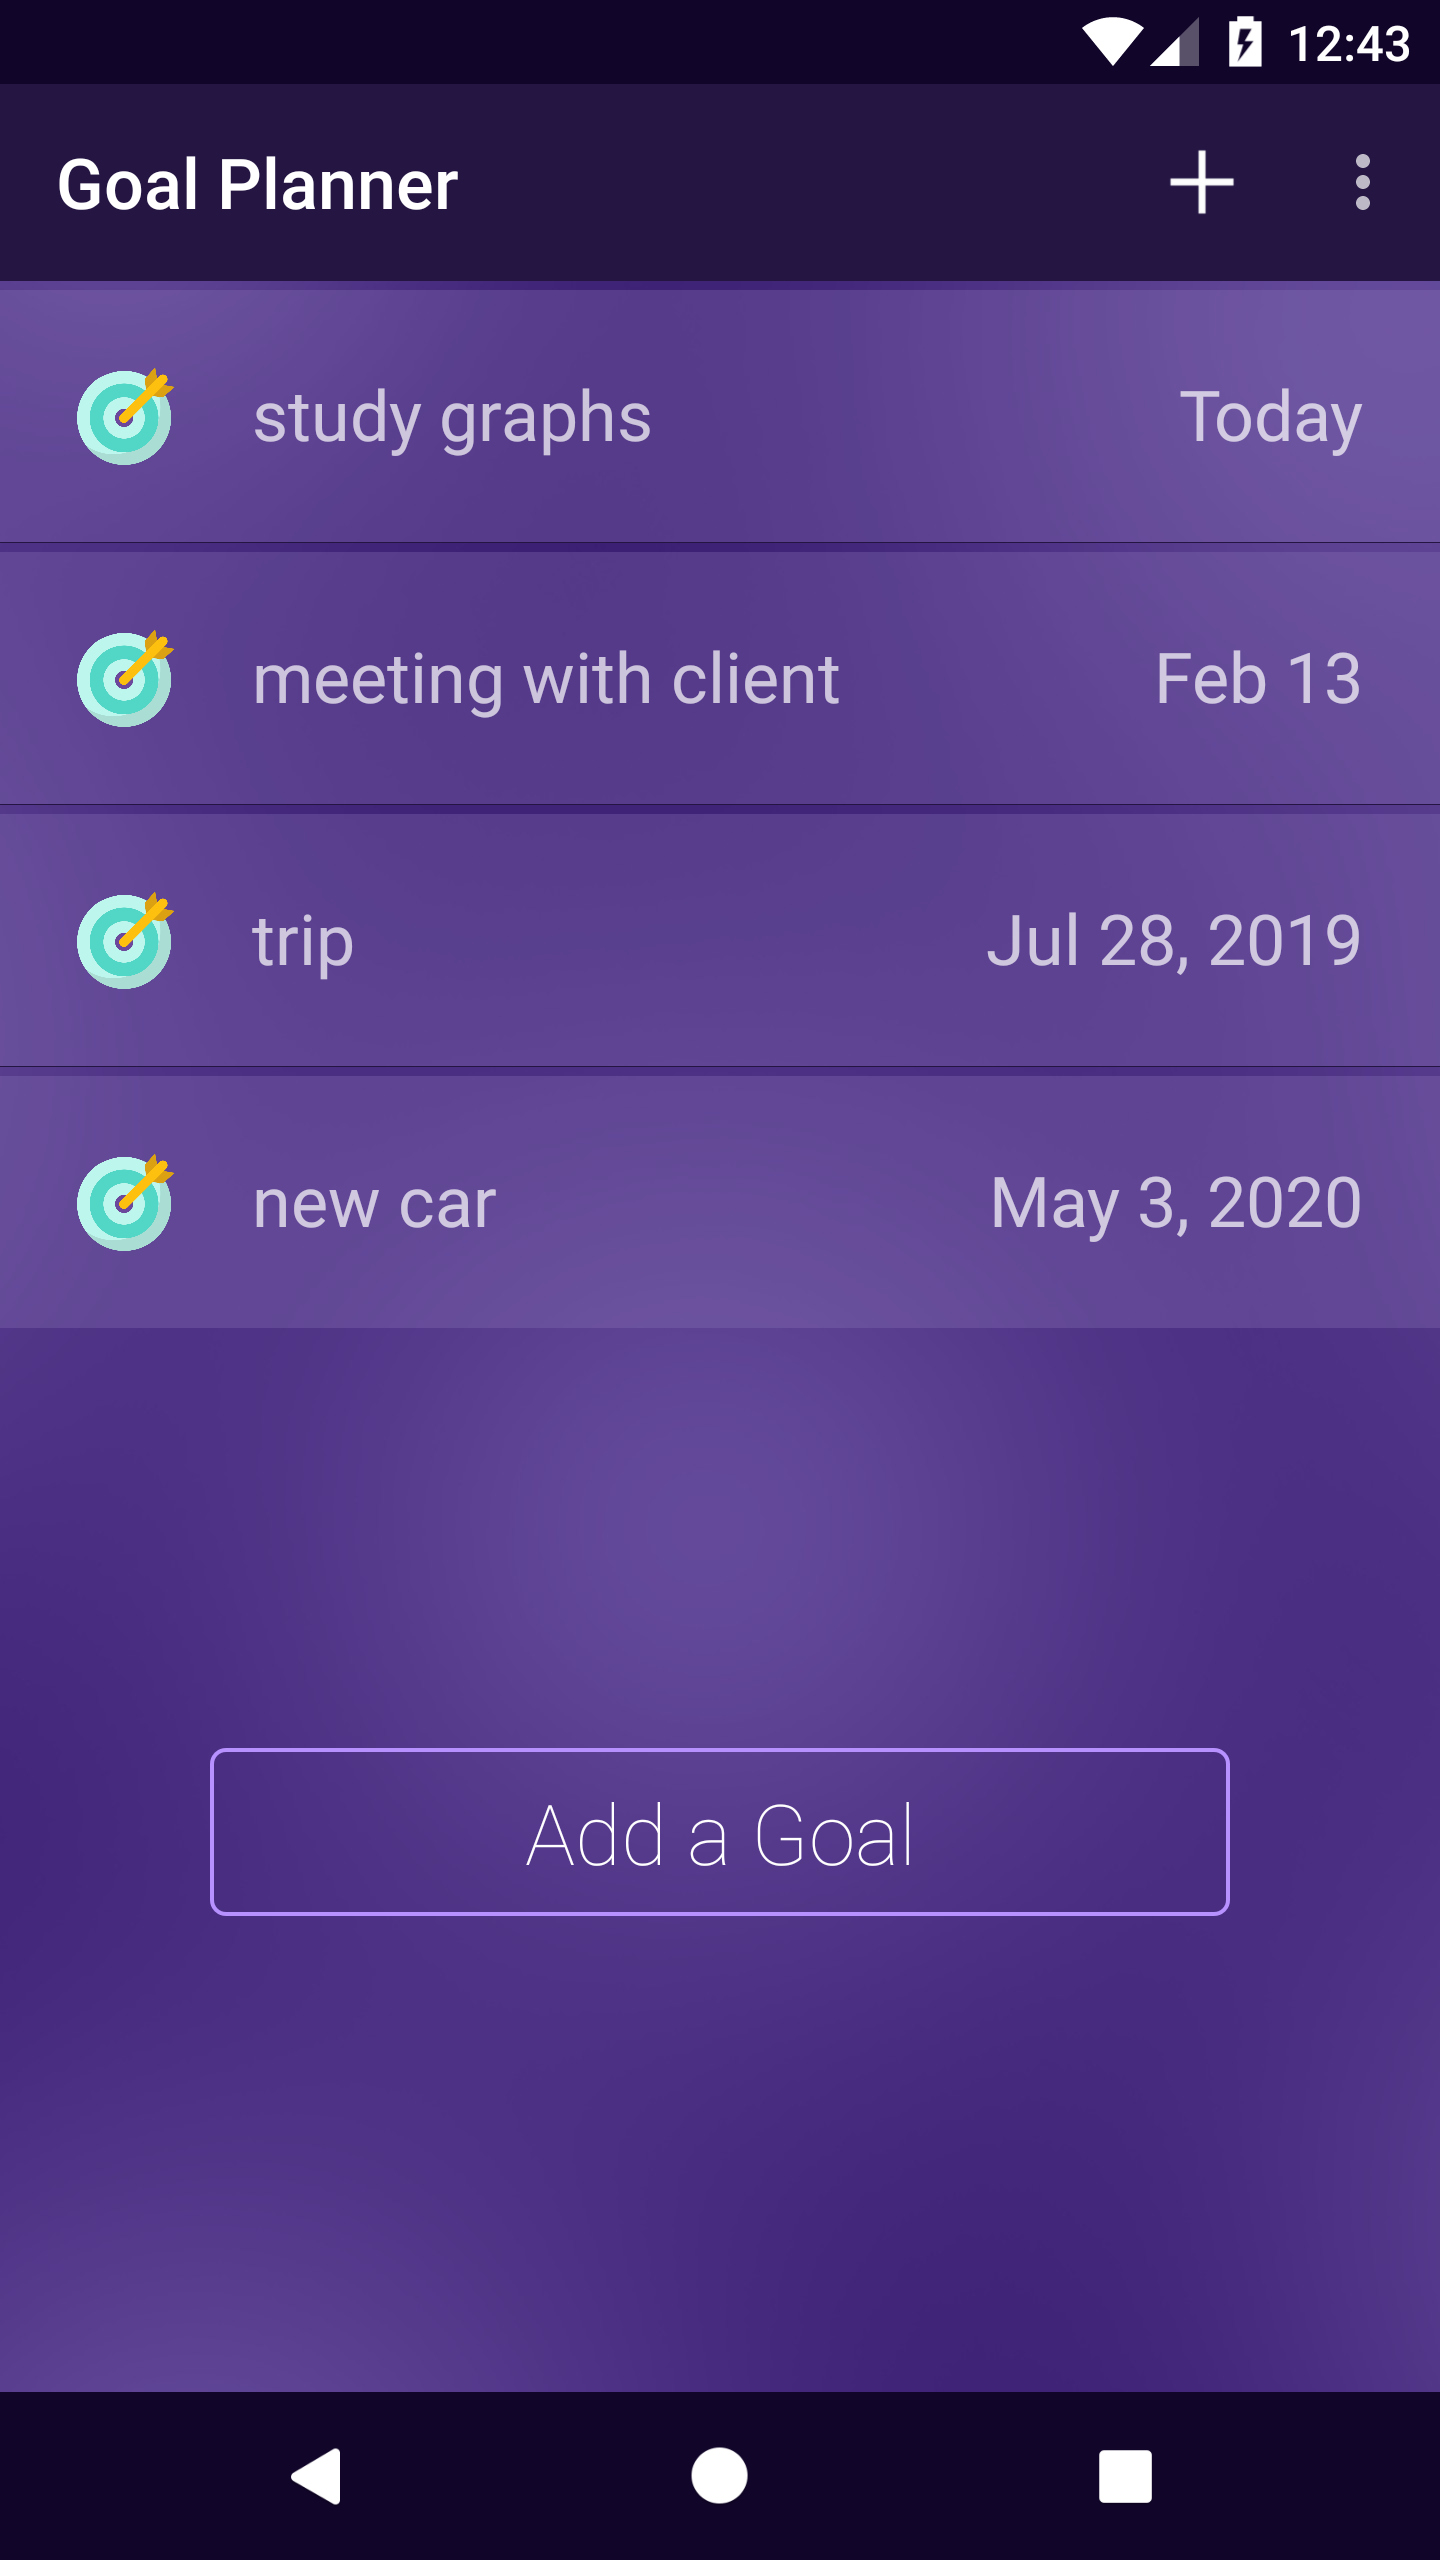 12:43
Goal Planner
study graphs Today
meeting with client Feb 13
trip Jul 28, 2019
new car May 3, 2020
Add a Goal